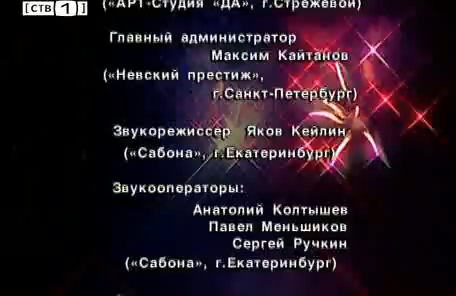 [СТВ 1]
(«АРТ-Студия «ДА», г.Стрежевой)
Главный администратор
Максим Кайтанов
(«Невский престиж»,
г.Санкт-Петербург)
Звукорежиссер Яков Кейлин
(«Сабона», г.Екатеринбург)
Звукооператоры:
Анатолий Колтышев
Павел Меньшиков
Сергей Ручкин
(«Сабона», г.Екатеринбург)